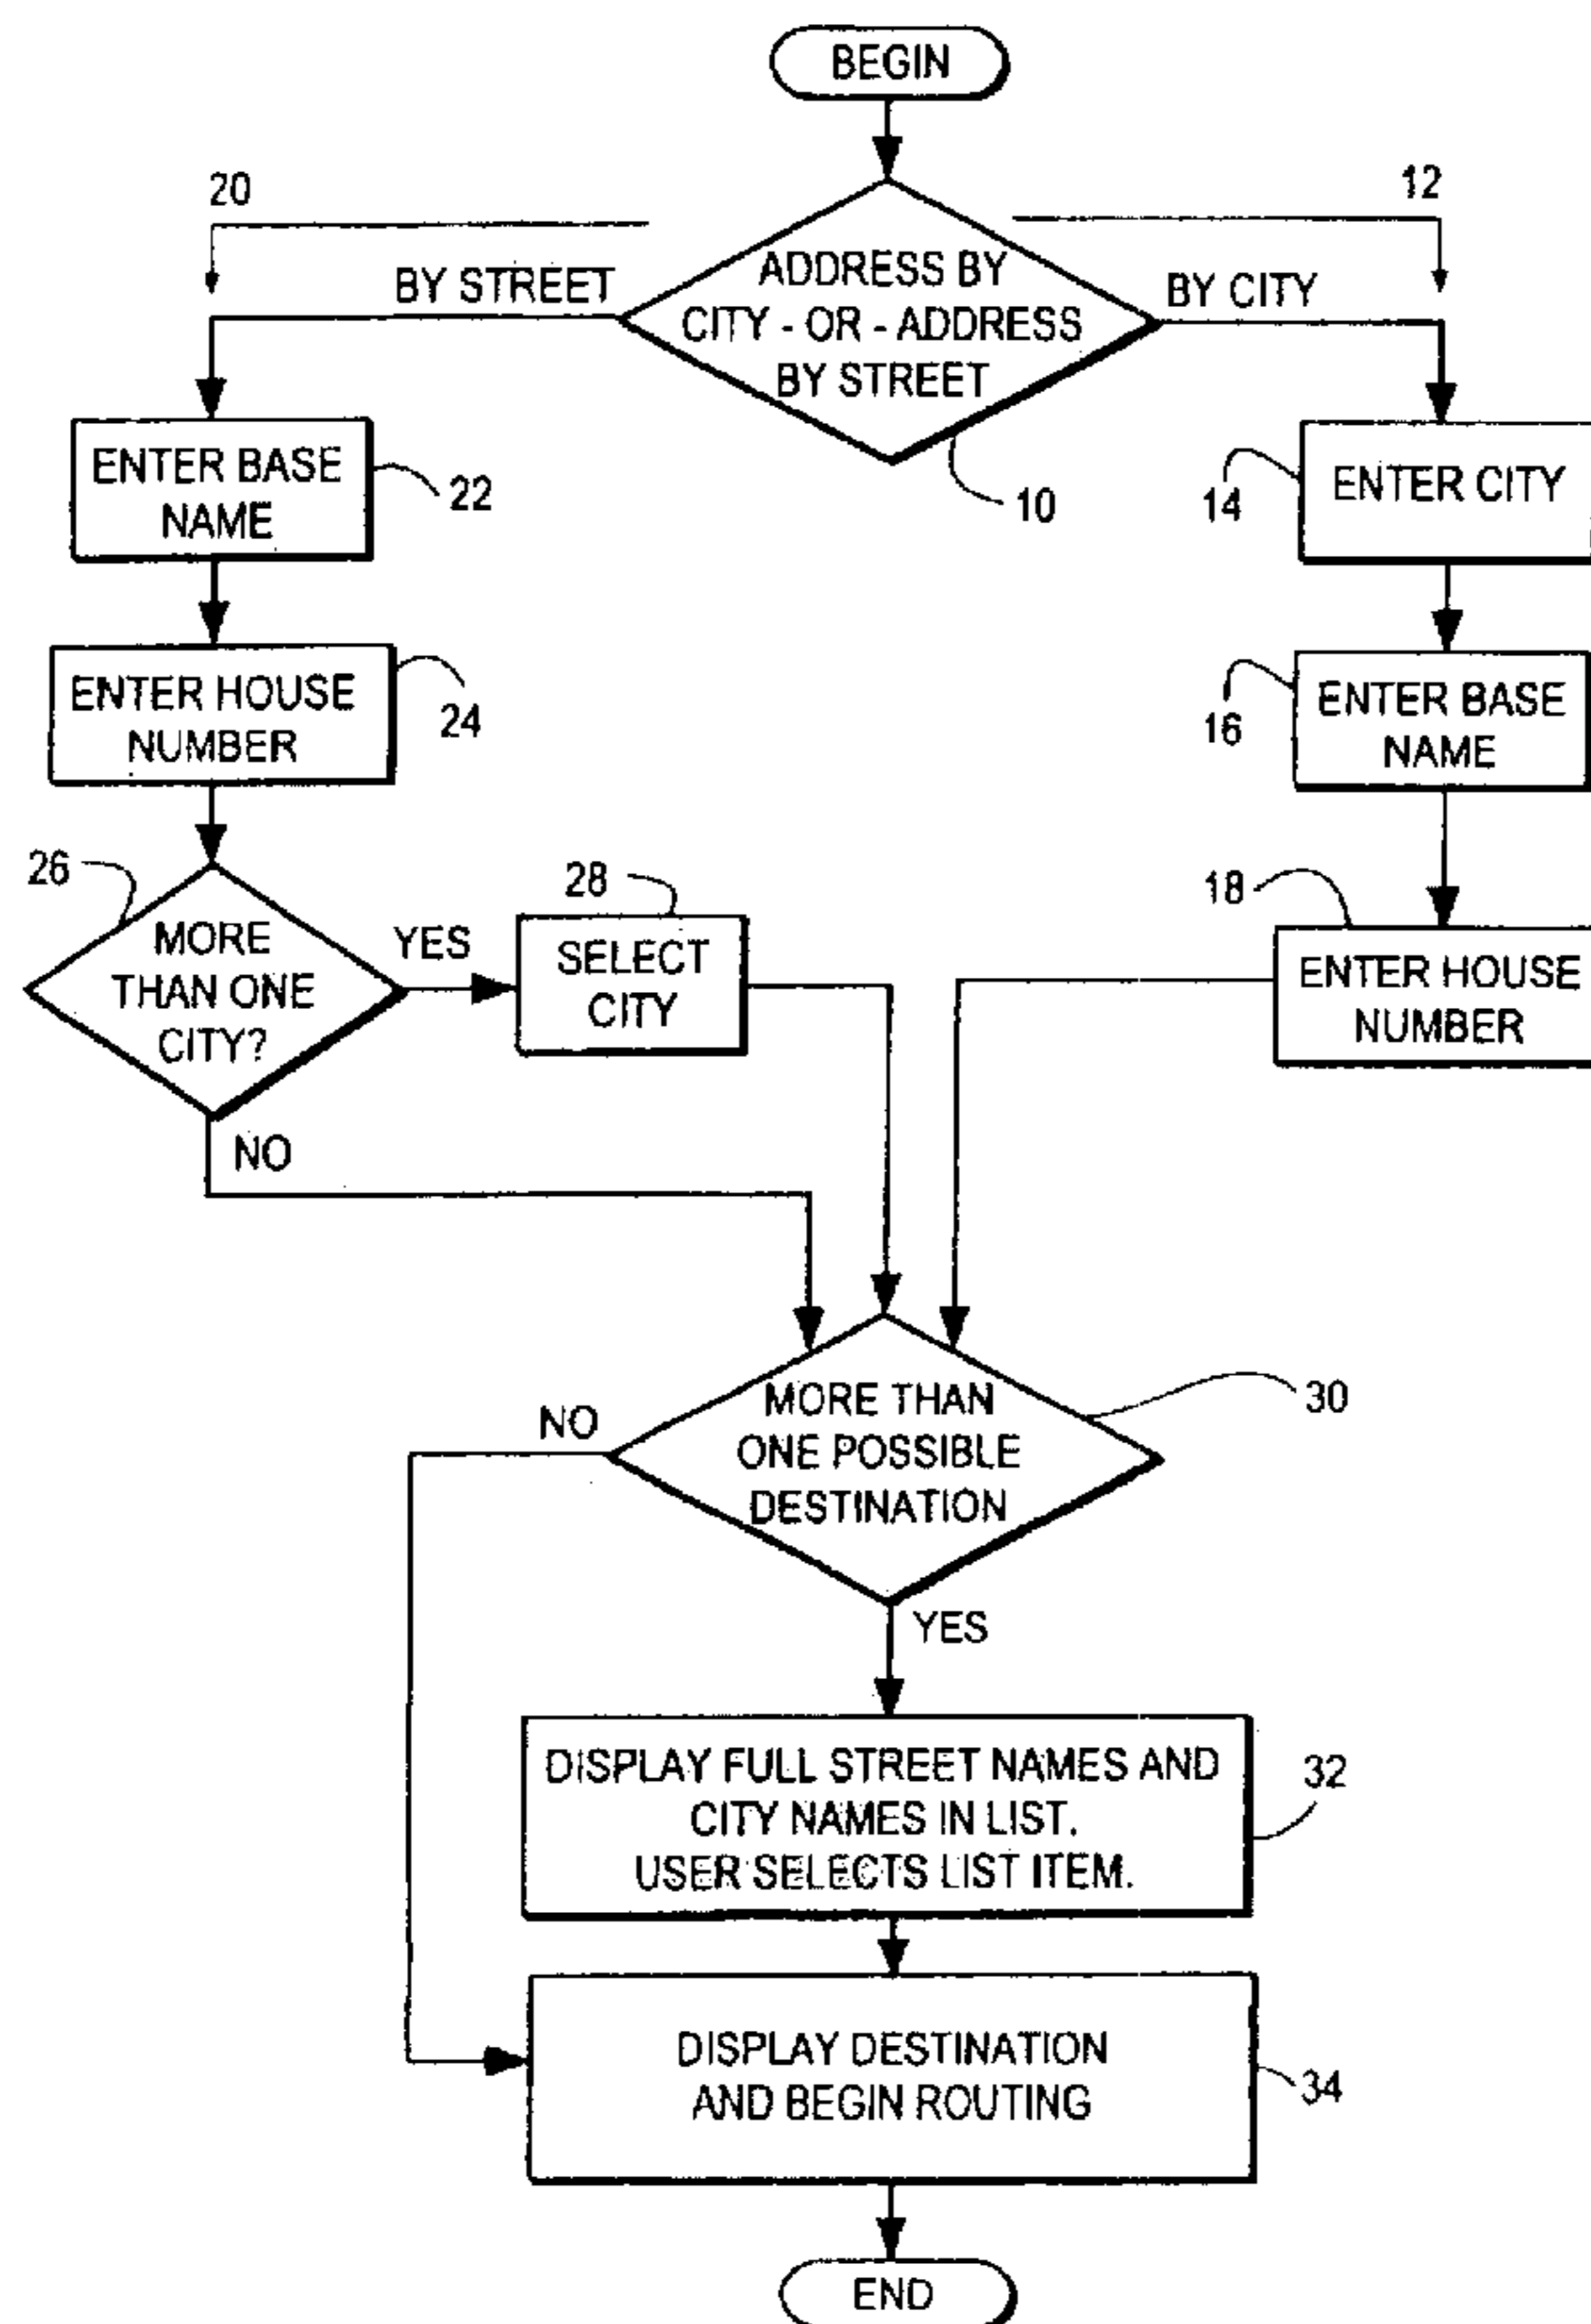 BEGIN
20
12
BY STREET
ADDRESS BY
CITY - OR - ADDRESS
BY STREET
BY CITY
10
ENTER BASE
NAME
22
14
ENTER CITY
ENTER HOUSE
NUMBER
24
16
ENTER BASE
NAME
26
MORE
THAN ONE
CITY?
YES
28
SELECT
CITY
18
ENTER HOUSE
NUMBER
NO
MORE THAN
ONE POSSIBLE
DESTINATION
30
NO
YES
DISPLAY FULL STREET NAMES AND
CITY NAMES IN LIST.
USER SELECTS LIST ITEM.
32
DISPLAY DESTINATION
AND BEGIN ROUTING
34
END